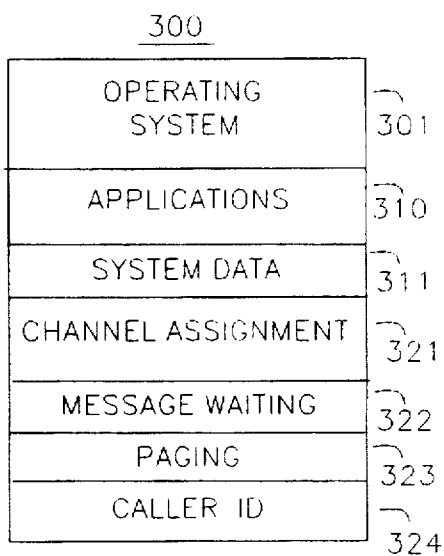 300
OPERATING
SYSTEM
301
APPLICATIONS
310
SYSTEM DATA
311
CHANNEL ASSIGNMENT
321
MESSAGE WAITING
322
PAGING
323
CALLER ID
324